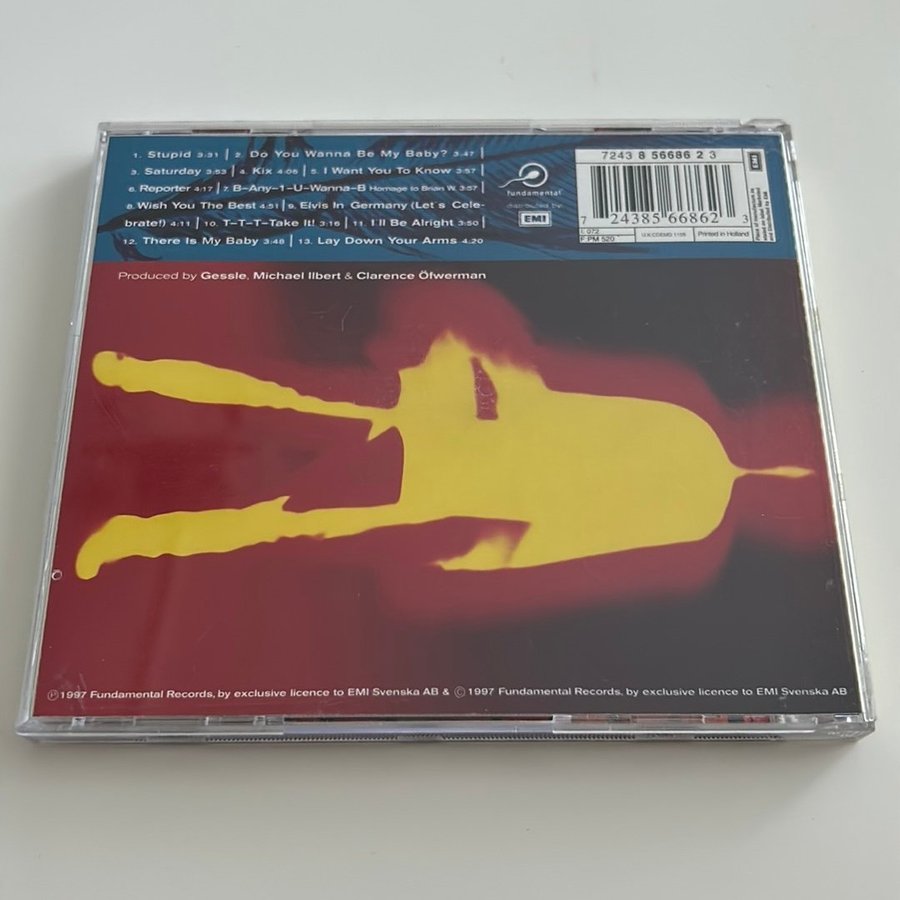 1. Stupid 3:31 | 2. Do You Wanna Be My Baby? 3:47 |
3. Saturday 3:53 | 4. Kix 4:08 | 5. I Want You To Know 3:57
6. Reporter 4:17 | 7. B–Any–1–U–Wanna–B Homage to Brian W. 3:57 |
8. Wish You The Best 4:51 | 9. Elvis In Germany (Let's Cele-
brate!) 4:11 | 10. T–T–T–Take It! 3:16 | 11. I'll Be Alright 3:50
12. There Is My Baby 3:48 | 13. Lay Down Your Arms 4:20
fundamental
distributed by
EMI
7243 8 56686 2 3
7 24385 66862 3
F: PM 520
Printed in Holland
EMI
Produced by Gessle, Michael Ilbert & Clarence Öfwerman
℗ 1997 Fundamental Records, by exclusive licence to EMI Svenska AB & © 1997 Fundamental Records, by exclusive licence to EMI Svenska AB